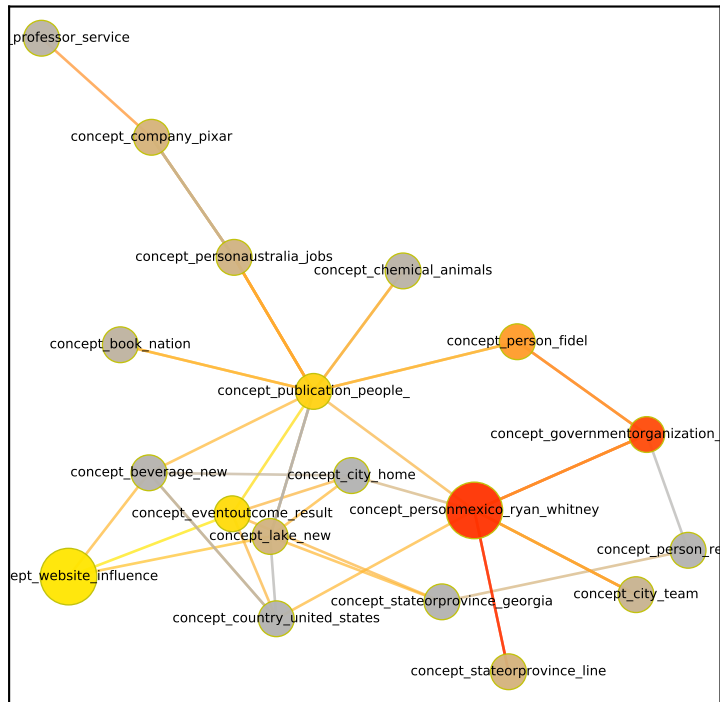 _professor_service
concept_company_pixar
concept_personaustralia_jobs
concept_chemical_animals
concept_book_nation
concept_person_fidel
concept_publication_people_
concept_governmentorganization_
concept_beverage_new
concept_city_home
concept_eventoutcome_result
concept_personmexico_ryan_whitney
concept_lake_new
concept_person_re
ept_website_influence
concept_stateorprovince_georgia
concept_city_team
concept_country_united_states
concept_stateorprovince_line